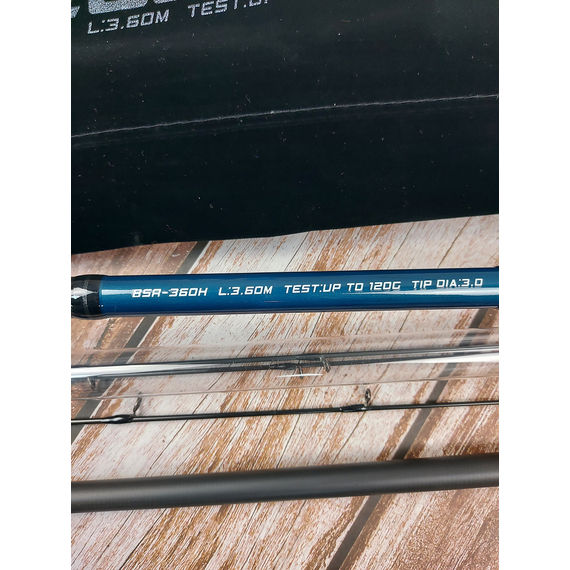 L:3.60M TEST:UP
BSR-360H L:3.60M TEST:UP TO 120G TIP DIA:3.0